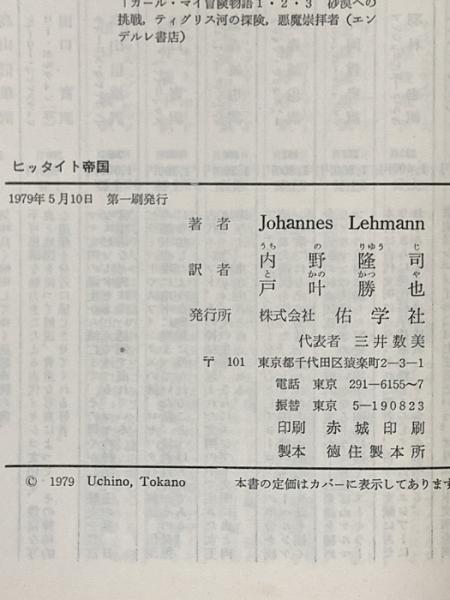 「カール・マイ冒険物語1・2・3 砂漠への
挑戦，ティグリス河の探険，悪魔崇拝者（エン
デルレ書店）
ヒッタイト帝国
1979年5月10日 第一刷発行
著者 Johannes Lehmann
うち の りゆう じ
訳者 内野隆司
と かの かつ や
戸叶勝也
発行所 株式会社 佑学社
代表者 三井数美
〒 101 東京都千代田区猿楽町2―3―1
電話 東京 291―6155～7
振替 東京 5―190823
印刷 赤城印刷
製本 徳住製本所
© 1979 Uchino, Tokano 本書の定価はカバーに表示してあります